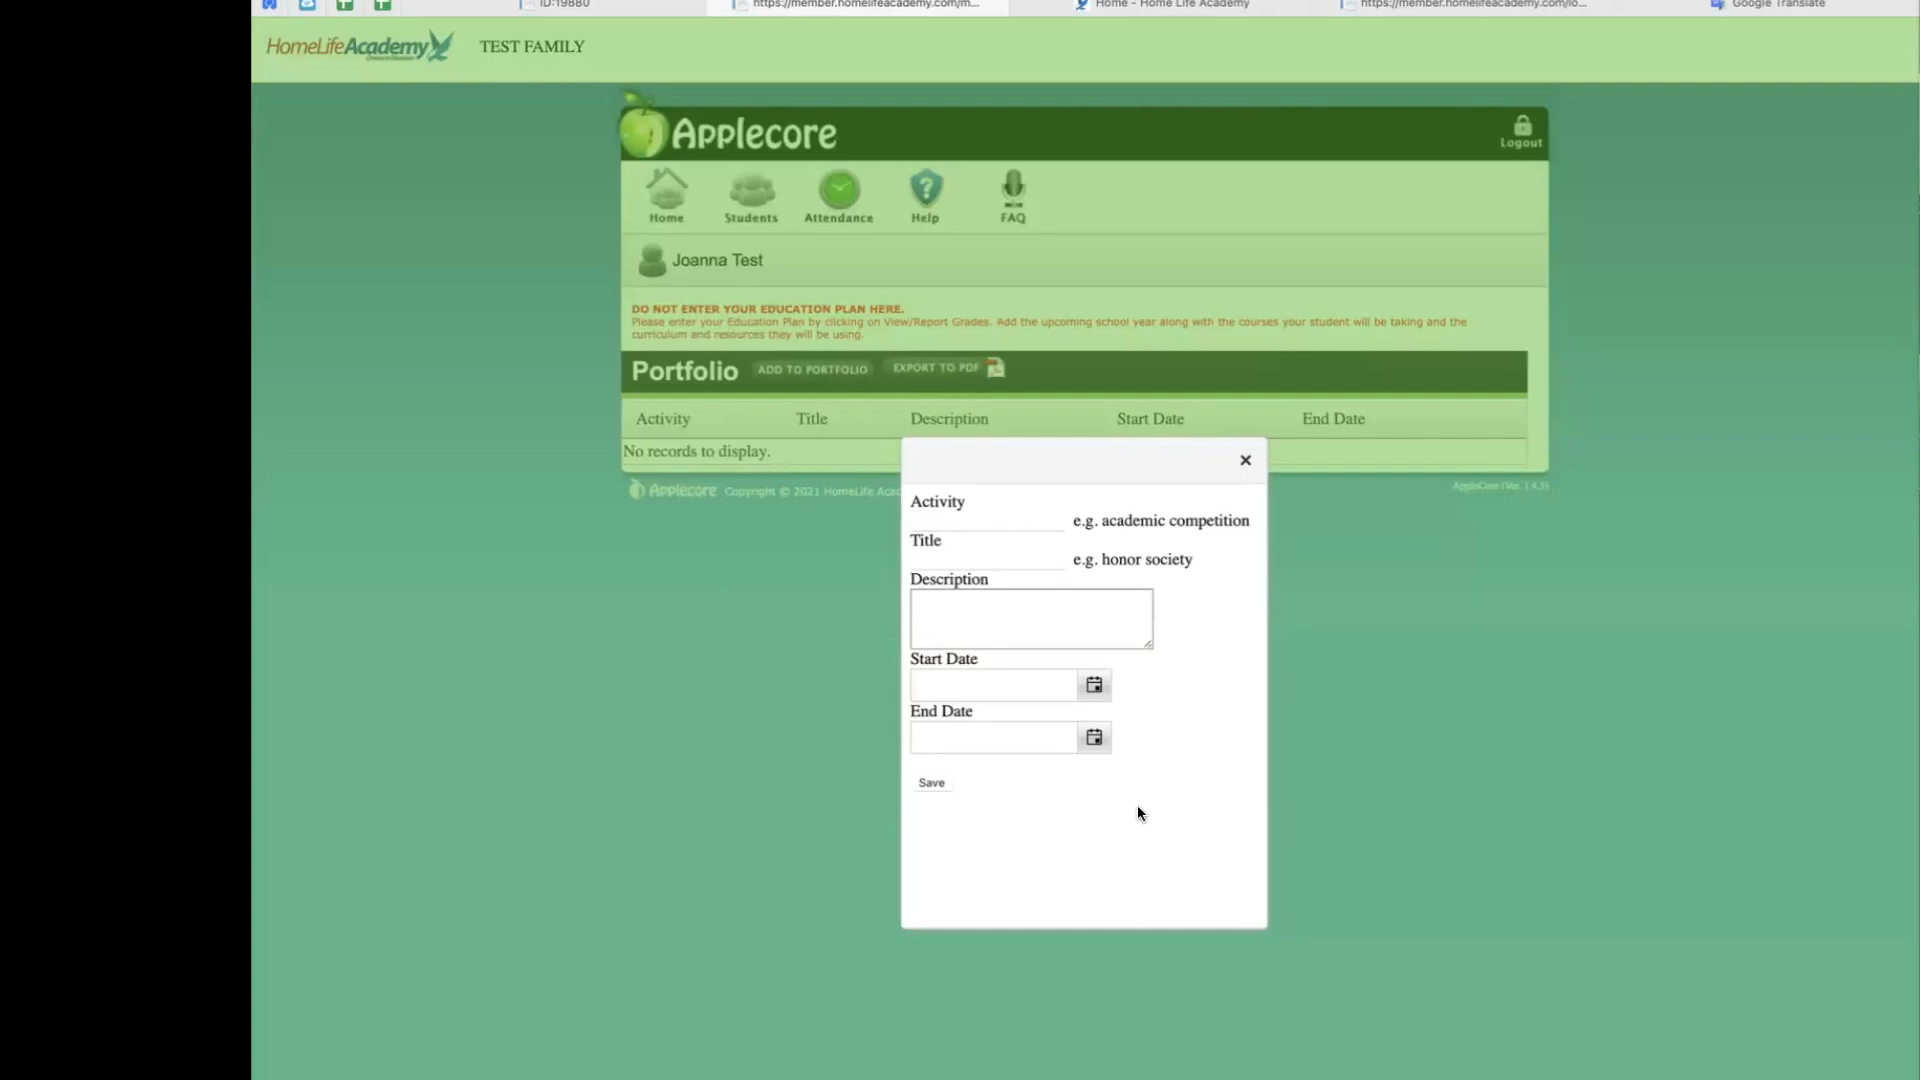 ID:19880
https://member.homelifeacademy.com/m...
Home - Home Life Academy
https://member.homelifeacademy.com/lo...
Google Translate
HomeLifeAcademy
TEST FAMILY
Applecore
Logout
Home
Students
Attendance
Help
FAQ
Joanna Test
DO NOT ENTER YOUR EDUCATION PLAN HERE.
Please enter your Education Plan by clicking on View/Report Grades. Add the upcoming school year along with the courses your student will be taking and the
curriculum and resources they will be using.
Portfolio
ADD TO PORTFOLIO
EXPORT TO PDF
Activity
Title
Description
Start Date
End Date
No records to display.
Applecore Copyright © 2021 HomeLife Acad
AppleCore (Ver. 1.4.5)
×
Activity
e.g. academic competition
Title
e.g. honor society
Description
Start Date
End Date
Save